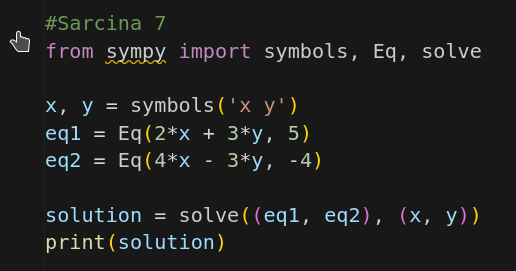 #Sarcina 7
from sympy import symbols, Eq, solve
x, y = symbols('x y')
eq1 = Eq(2*x + 3*y, 5)
eq2 = Eq(4*x - 3*y, -4)
solution = solve((eq1, eq2), (x, y))
print(solution)